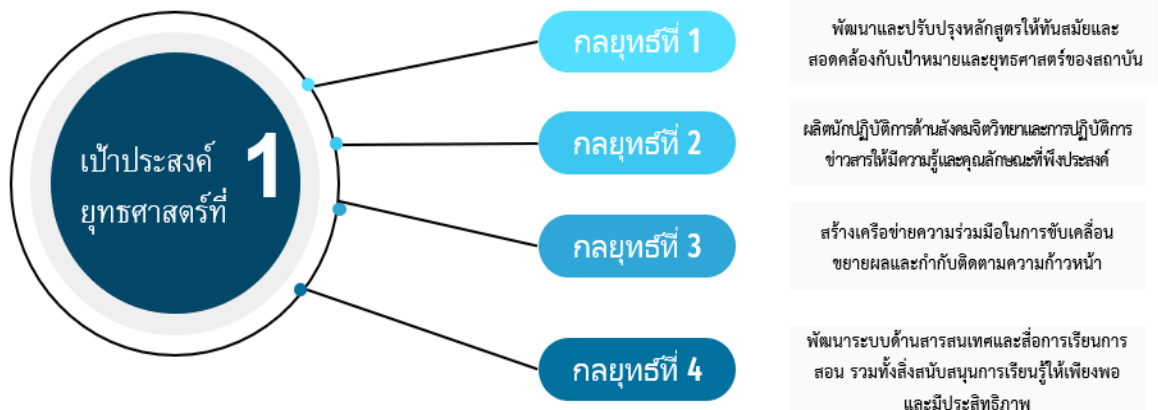 เป้าประสงค์
ยุทธศาสตร์ที่ 1
กลยุทธ์ที่ 1
พัฒนาและปรับปรุงหลักสูตรให้ทันสมัยและ
สอดคล้องกับเป้าหมายและยุทธศาสตร์ของสถาบัน
กลยุทธ์ที่ 2
ผลิตนักปฏิบัติการด้านสังคมจิตวิทยาและการปฏิบัติการ
ข่าวสารให้มีความรู้และคุณลักษณะที่พึงประสงค์
กลยุทธ์ที่ 3
สร้างเครือข่ายความร่วมมือในการขับเคลื่อน
ขยายผลและกำกับติดตามความก้าวหน้า
กลยุทธ์ที่ 4
พัฒนาระบบด้านสารสนเทศและสื่อการเรียนการ
สอน รวมทั้งสิ่งสนับสนุนการเรียนรู้ให้เพียงพอ
และมีประสิทธิภาพ